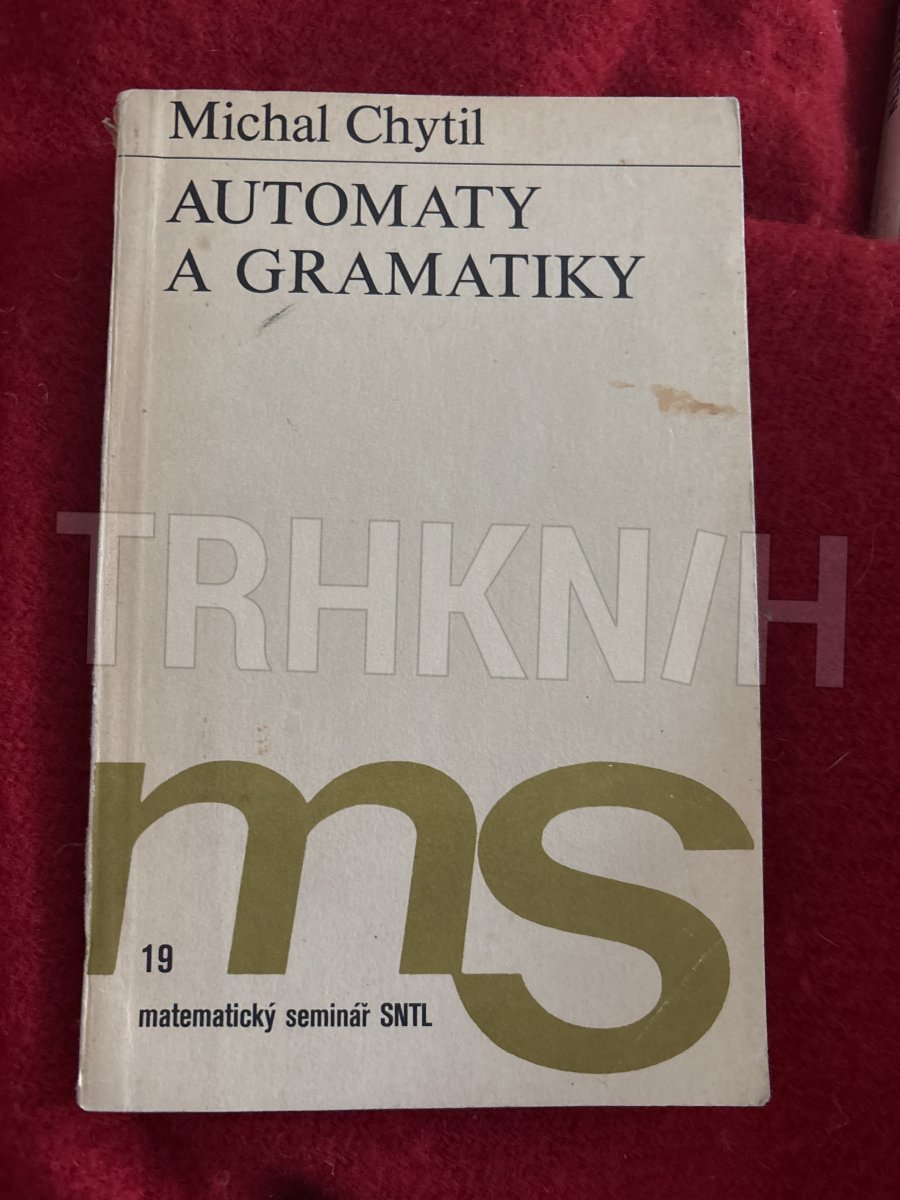 Michal Chytil
AUTOMATY
A GRAMATIKY
TRHKNIH
ms
19
matematický seminář SNTL